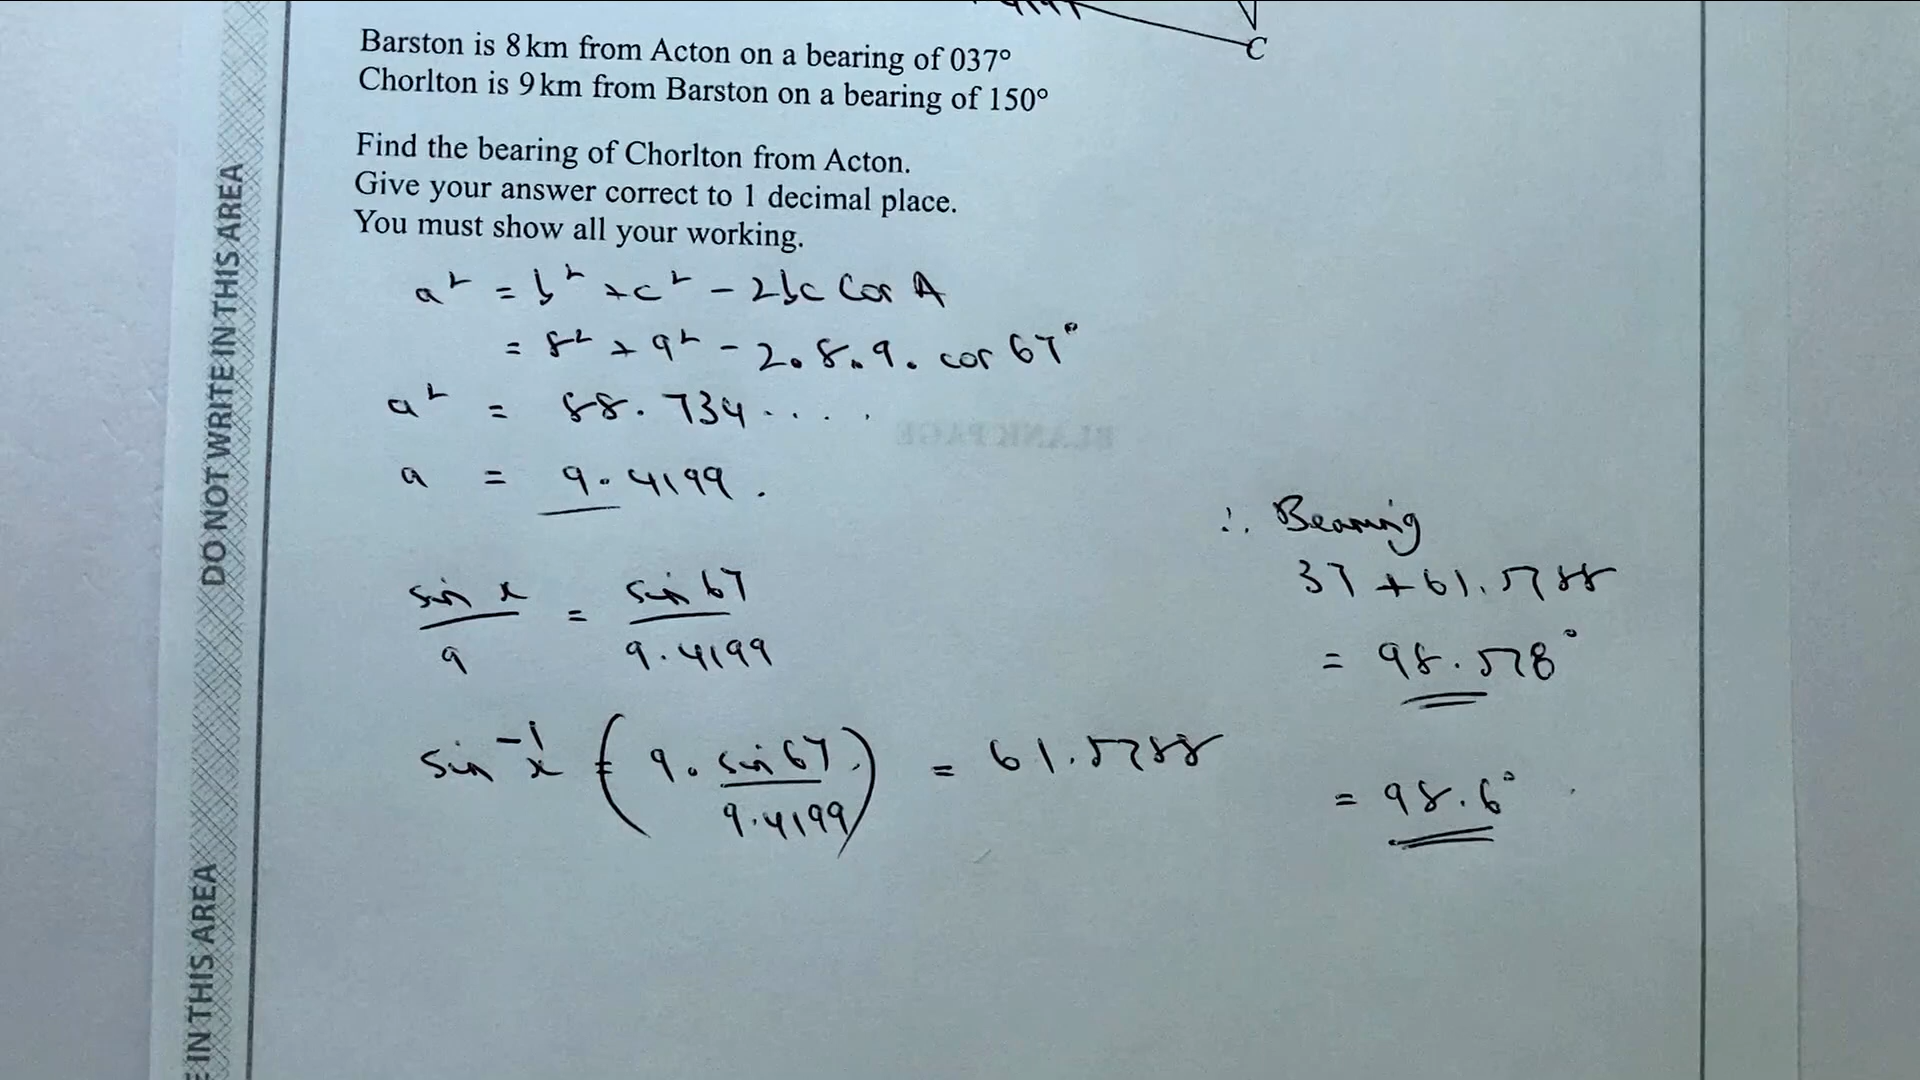 C
Barston is 8 km from Acton on a bearing of 037°
Chorlton is 9 km from Barston on a bearing of 150°
Find the bearing of Chorlton from Acton.
Give your answer correct to 1 decimal place.
You must show all your working.
a² = b² + c² - 2bc Cos A
= 8² + 9² - 2.8.9. cos 67°
a² = 88.734....
a = 9.4199.
sin x / 9 = sin 67 / 9.4199
sin⁻¹ x = (9. sin 67 / 9.4199) = 61.5788
∴ Bearing
37 + 61.5788
= 98.578°
= 98.6°
DO NOT WRITE IN THIS AREA
E IN THIS AREA
BLANK PAGE